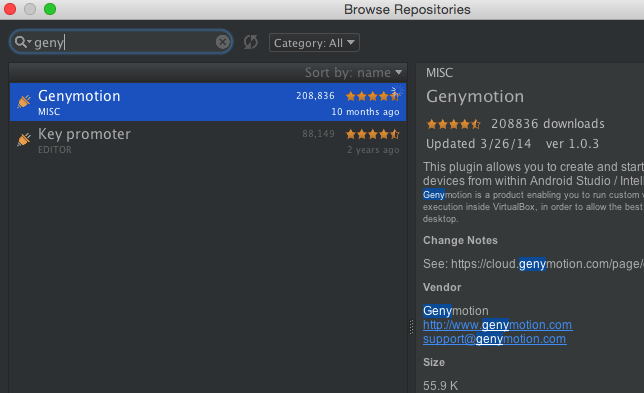 Browse Repositories
geny
Category: All
Sort by: name
Genymotion 208,836
MISC 10 months ago
Key promoter 88,149
EDITOR 2 years ago
MISC
Genymotion
208836 downloads
Updated 3/26/14 ver 1.0.3
This plugin allows you to create and start
devices from within Android Studio / Intell
Genymotion is a product enabling you to run custom v
execution inside VirtualBox, in order to allow the best
desktop.
Change Notes
See: https://cloud.genymotion.com/page/
Vendor
Genymotion
http://www.genymotion.com
support@genymotion.com
Size
55.9 K